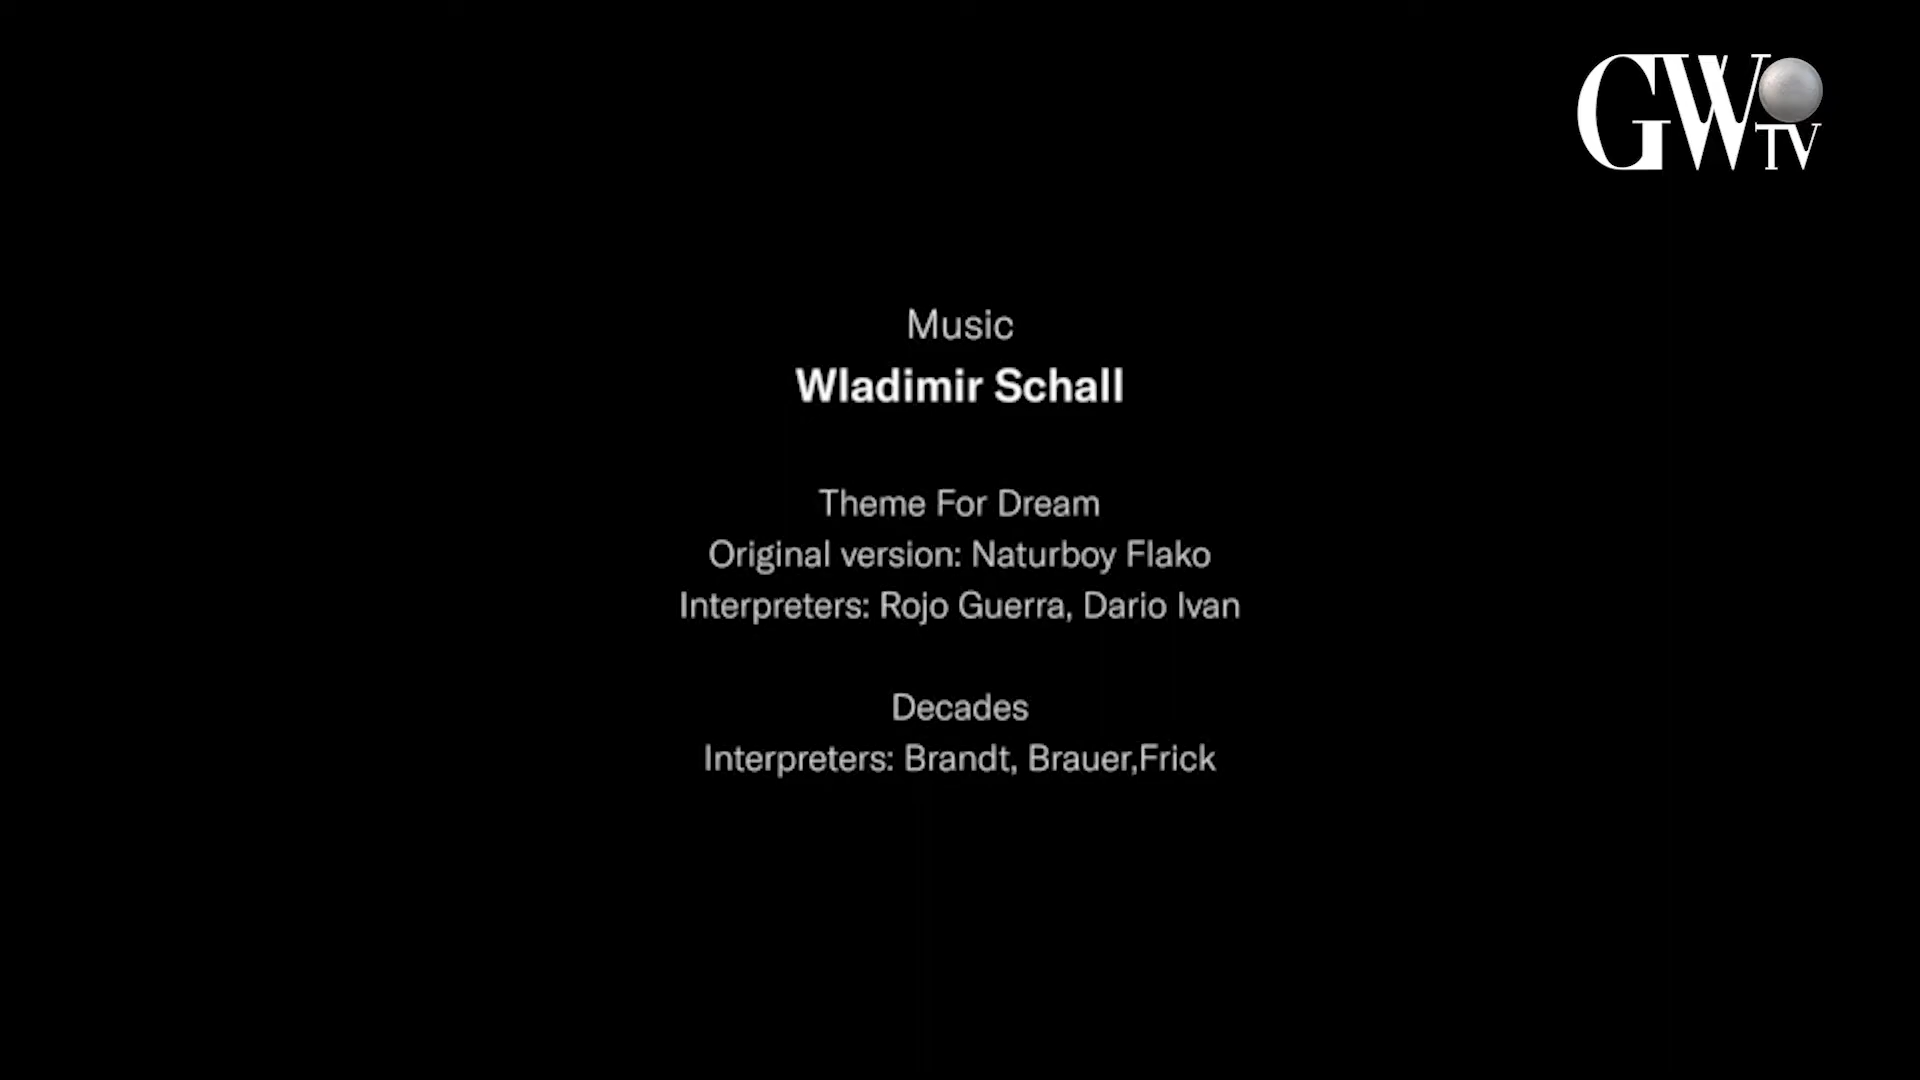 GW TV
Music
Wladimir Schall
Theme For Dream
Original version: Naturboy Flako
Interpreters: Rojo Guerra, Dario Ivan
Decades
Interpreters: Brandt, Brauer,Frick